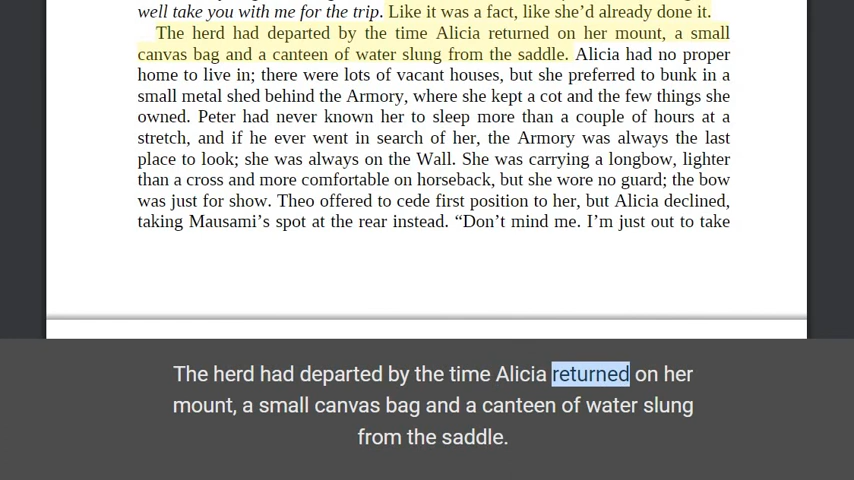 well take you with me for the trip. Like it was a fact, like she’d already done it.
The herd had departed by the time Alicia returned on her mount, a small
canvas bag and a canteen of water slung from the saddle. Alicia had no proper
home to live in; there were lots of vacant houses, but she preferred to bunk in a
small metal shed behind the Armory, where she kept a cot and the few things she
owned. Peter had never known her to sleep more than a couple of hours at a
stretch, and if he ever went in search of her, the Armory was always the last
place to look; she was always on the Wall. She was carrying a longbow, lighter
than a cross and more comfortable on horseback, but she wore no guard; the bow
was just for show. Theo offered to cede first position to her, but Alicia declined,
taking Mausami’s spot at the rear instead. “Don’t mind me. I’m just out to take
The herd had departed by the time Alicia returned on her
mount, a small canvas bag and a canteen of water slung
from the saddle.